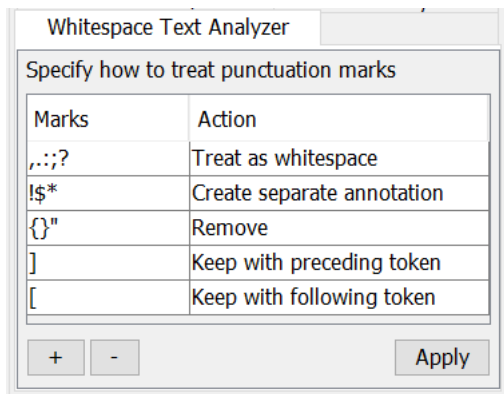 Whitespace Text Analyzer
Specify how to treat punctuation marks
Marks Action
,.:;? Treat as whitespace
!$* Create separate annotation
{}" Remove
] Keep with preceding token
[ Keep with following token
+ - Apply